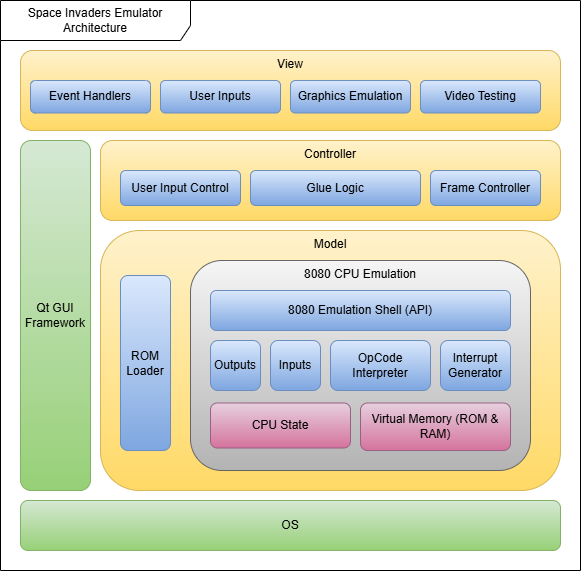 Space Invaders Emulator
Architecture
View
Event Handlers
User Inputs
Graphics Emulation
Video Testing
Controller
User Input Control
Glue Logic
Frame Controller
Qt GUI
Framework
Model
ROM
Loader
8080 CPU Emulation
8080 Emulation Shell (API)
Outputs
Inputs
OpCode
Interpreter
Interrupt
Generator
CPU State
Virtual Memory (ROM &
RAM)
OS